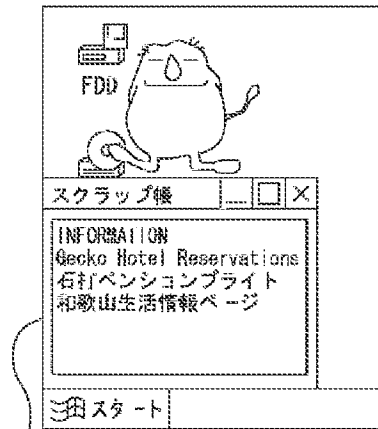 FDD
スクラップ帳
INFORMATION
Gecko Hotel Reservations
石打ペンションブライト
和歌山生活情報ページ
スタート